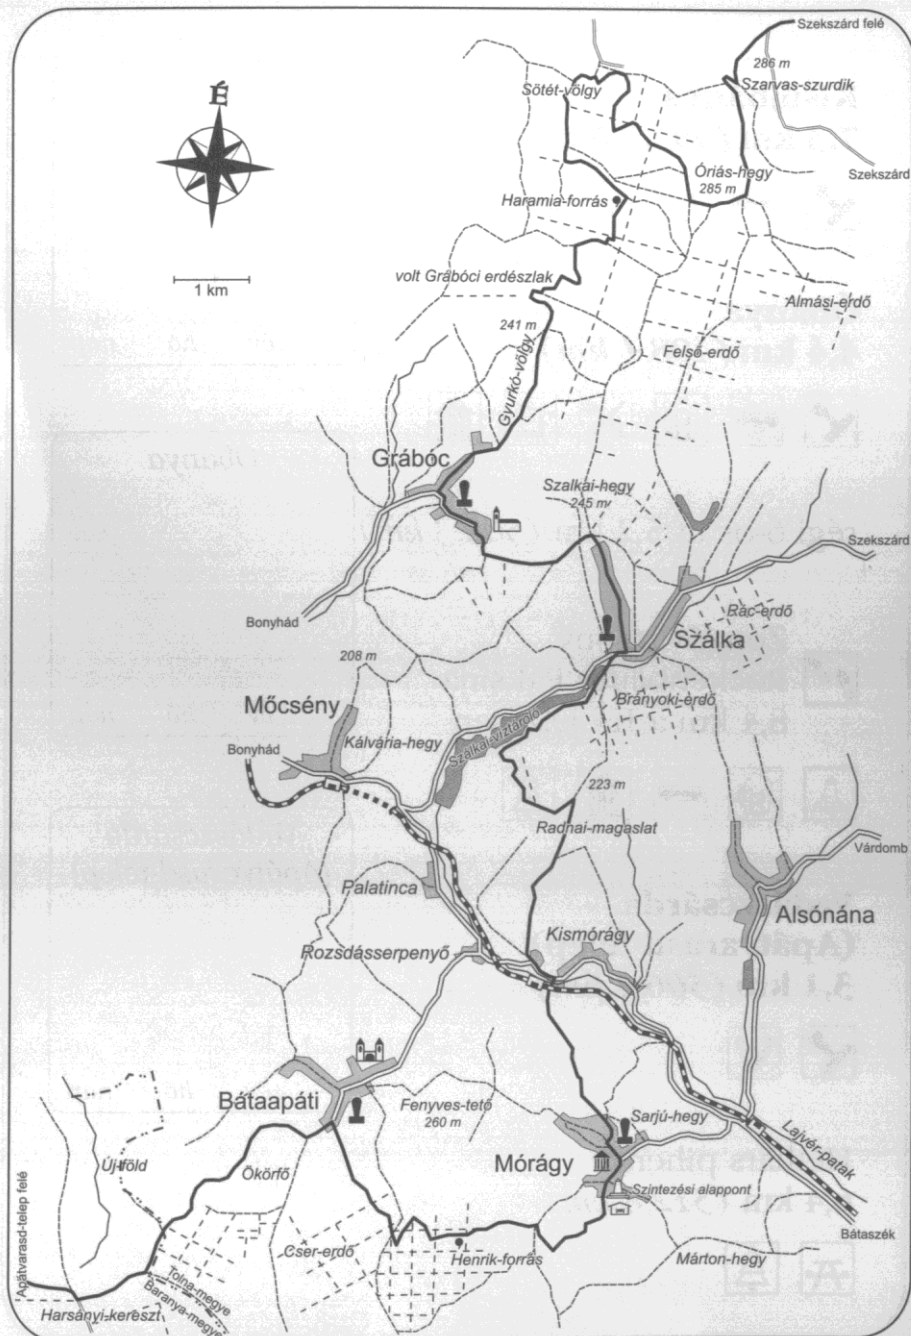 Szekszárd felé
286 m
Szarvas-szurdik
Sötét-völgy
É
Óriás-hegy
285 m
Szekszárd
Haramia-forrás
1 km
volt Grábóci erdészlak
Almási-erdő
241 m
Felső-erdő
Gyurkó-völgy
Grábóc
Szalkai-hegy
245 m
Szekszárd
Bonyhád
Rác-erdő
Szálka
208 m
Mőcsény
Brányoki-erdő
Kálvária-hegy
Szálkai víztároló
Bonyhád
223 m
Radnai-magaslat
Várdomb
Palatinca
Alsónána
Kismórágy
Rozsdásserpenyő
Bátaapáti
Fenyves-tető
260 m
Sarjú-hegy
Lajvér-patak
Új-föld
Ökörfő
Mórágy
Szintezési alappont
Bátaszék
Cser-erdő
Henrik-forrás
Márton-hegy
Apátvarasd-telep felé
Tolna-megye
Baranya-megye
Harsányi-kereszt